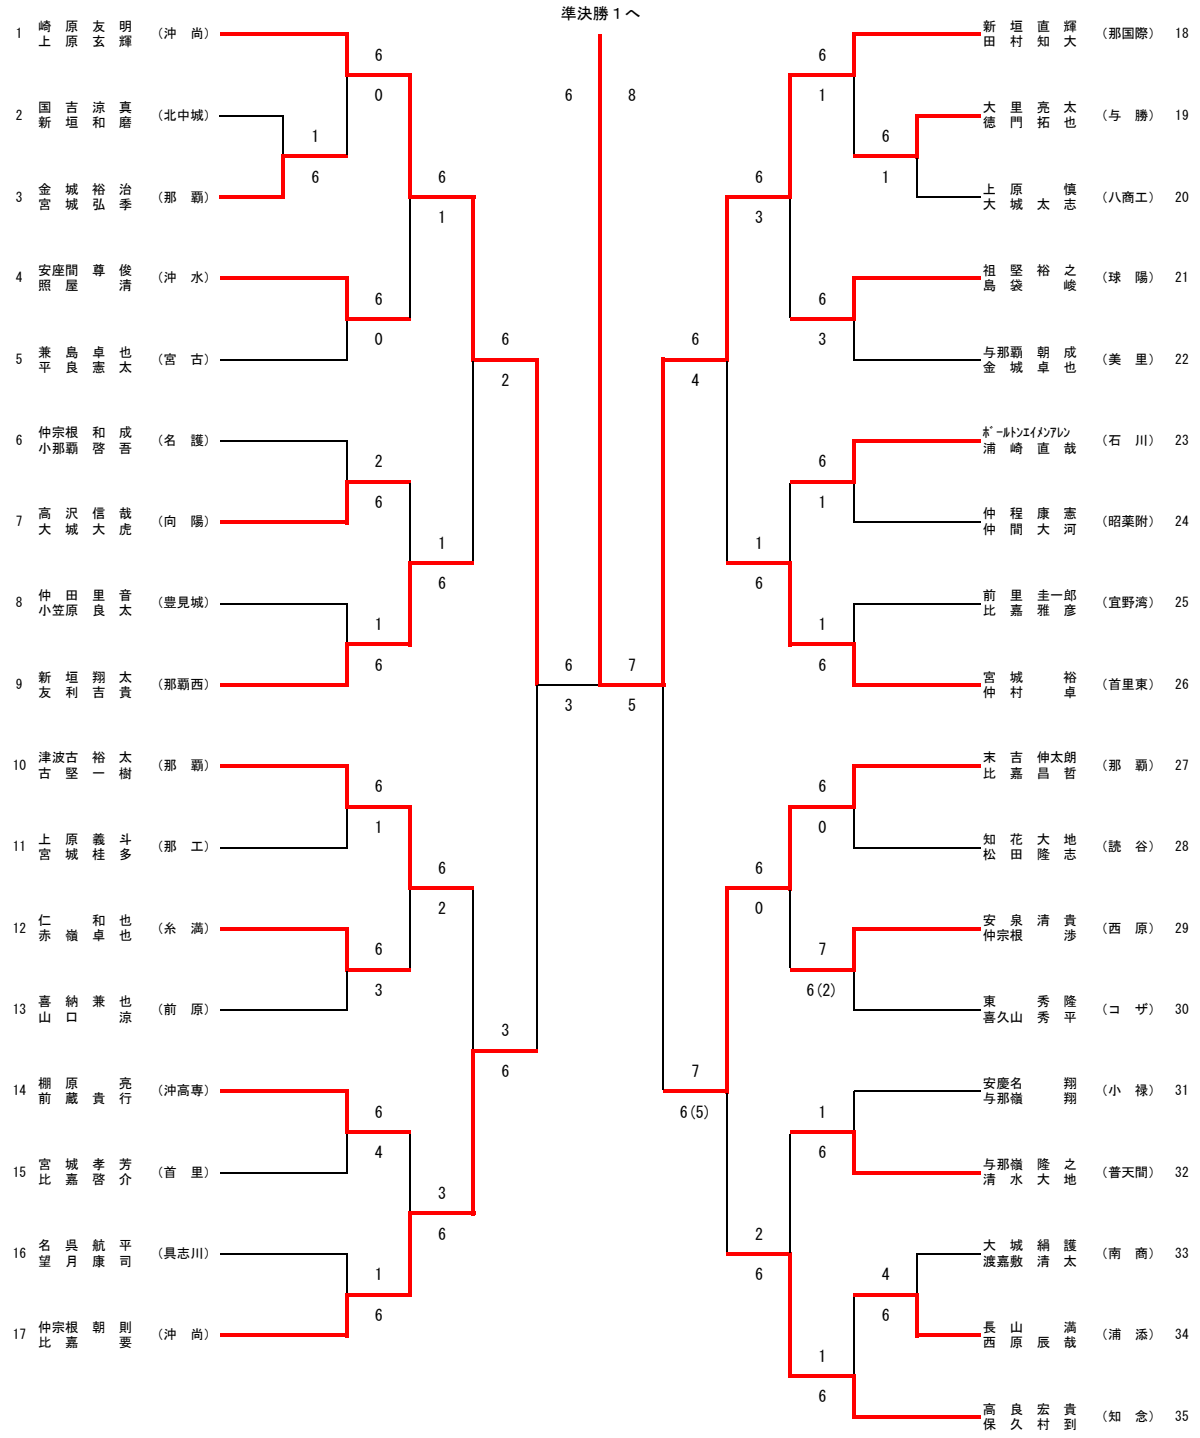 準決勝１へ
6 8
1 崎原友明 （沖尚）
上原玄輝
6
0
2 国吉涼真 （北中城）
新垣和磨
1
6
3 金城裕治 （那覇）
宮城弘季
6
1
4 安座間尊俊 （沖水）
照屋清
6
0
5 兼島卓也 （宮古）
平良憲太
6
2
6 仲宗根和成 （名護）
小那覇啓吾
2
6
7 高沢信哉 （向陽）
大城大虎
1
6
8 仲田里音 （豊見城）
小笠原良太
1
6
9 新垣翔太 （那覇西）
友利吉貴
6
3
10 津波古裕太 （那覇）
古堅一樹
6
1
11 上原義斗 （那工）
宮城桂多
6
2
12 仁和也 （糸満）
赤嶺卓也
6
3
13 喜納兼也 （前原）
山口涼
3
6
14 棚原亮 （沖高専）
前蔵貴行
6
4
15 宮城孝芳 （首里）
比嘉啓介
3
6
16 名呉航平 （具志川）
望月康司
1
6
17 仲宗根朝則 （沖尚）
比嘉要
新垣直輝 （那国際） 18
田村知大
6
1
大里亮太 （与勝） 19
徳門拓也
6
1
上原慎 （八商工） 20
大城太志
6
3
祖堅裕之 （球陽） 21
島袋峻
6
3
与那覇朝成 （美里） 22
金城卓也
6
4
ﾎﾞｰﾙﾄﾝｴｲﾒﾝｱﾚﾝ （石川） 23
浦崎直哉
6
1
仲程康憲 （昭薬附） 24
仲間大河
1
6
前里圭一郎 （宜野湾） 25
比嘉雅彦
1
6
宮城裕 （首里東） 26
仲村卓
7
5
末吉伸太朗 （那覇） 27
比嘉昌哲
6
0
知花大地 （読谷） 28
松田隆志
6
0
安泉清貴 （西原） 29
仲宗根渉
7
6(2)
東秀隆 （コザ） 30
喜久山秀平
7
6(5)
安慶名翔 （小禄） 31
与那嶺翔
1
6
与那嶺隆之 （普天間） 32
清水大地
2
6
大城絹護 （南商） 33
渡嘉敷清太
4
6
長山満 （浦添） 34
西原辰哉
1
6
高良宏貴 （知念） 35
保久村到